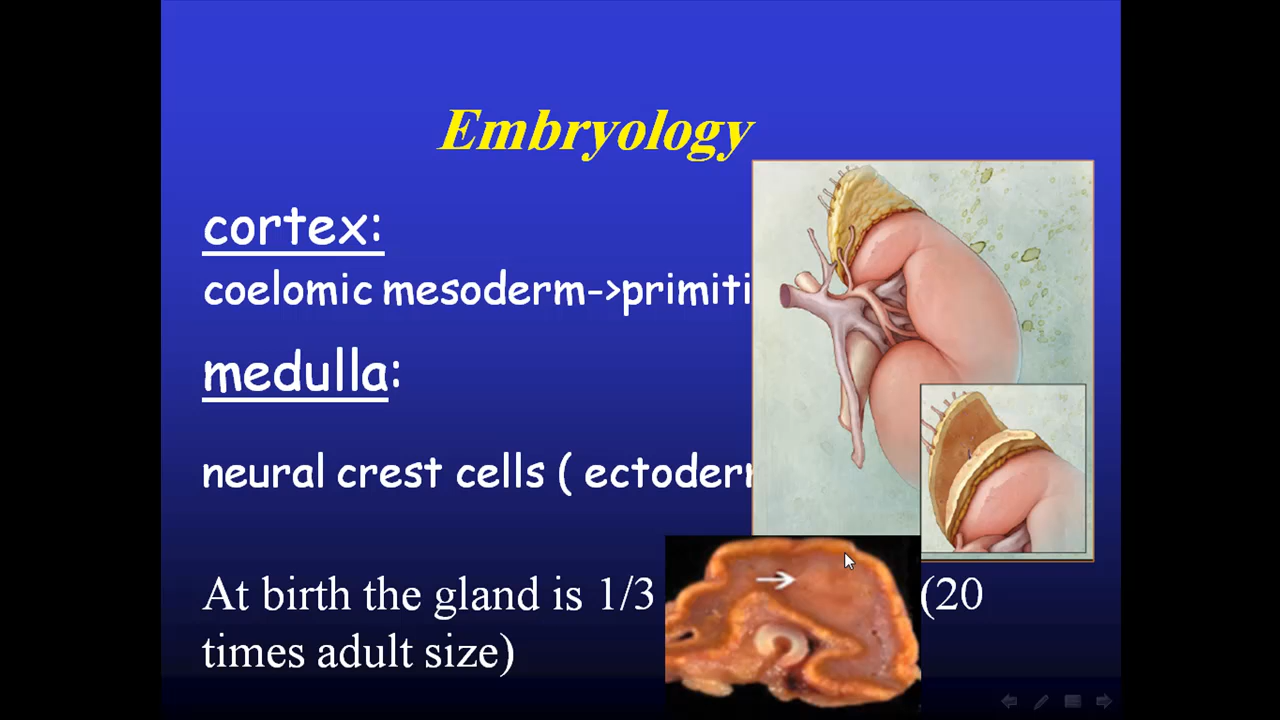 Embryology
cortex:
coelomic mesoderm->primiti
medulla:
neural crest cells ( ectoder
At birth the gland is 1/3 (20
times adult size)